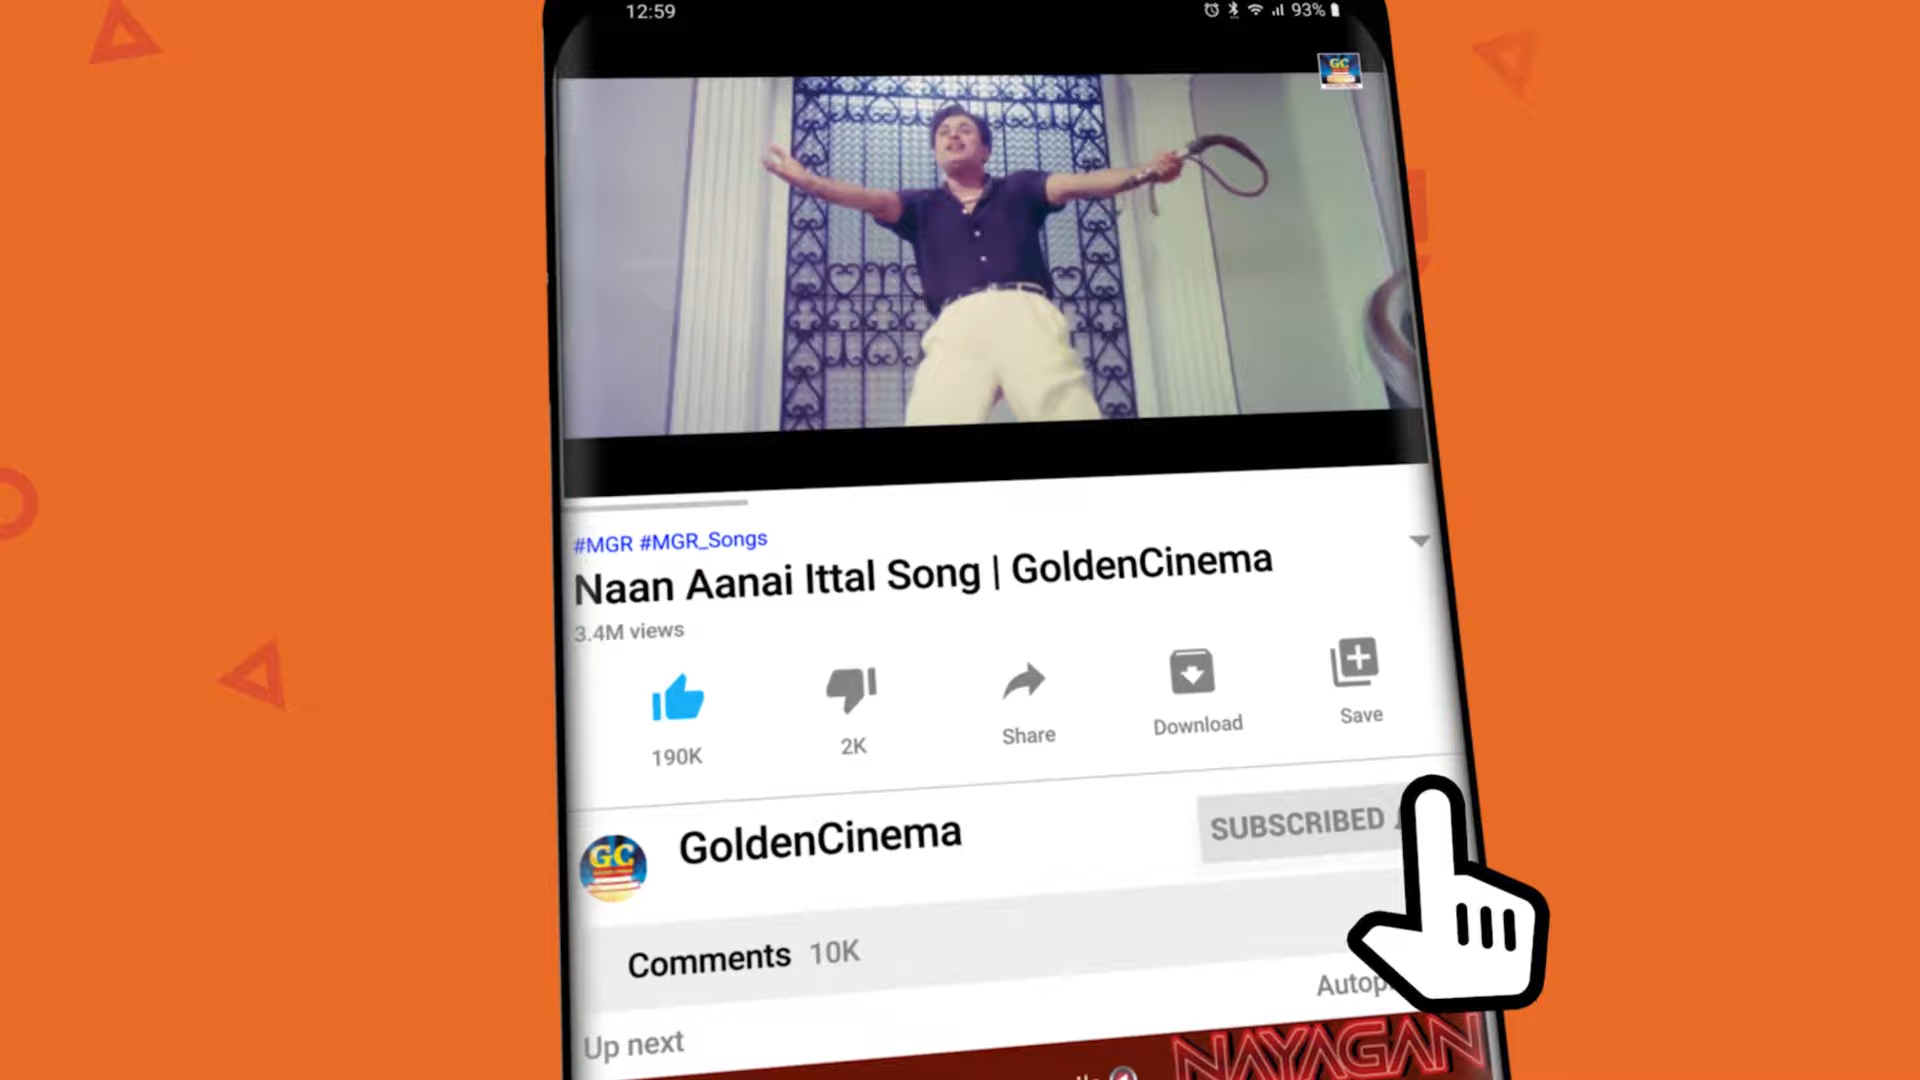 12:59
93%
GC
#MGR #MGR_Songs
Naan Aanai Ittal Song | GoldenCinema
3.4M views
190K
2K
Share
Download
Save
GC
GoldenCinema
SUBSCRIBED
Comments 10K
Up next
NAYAGAN